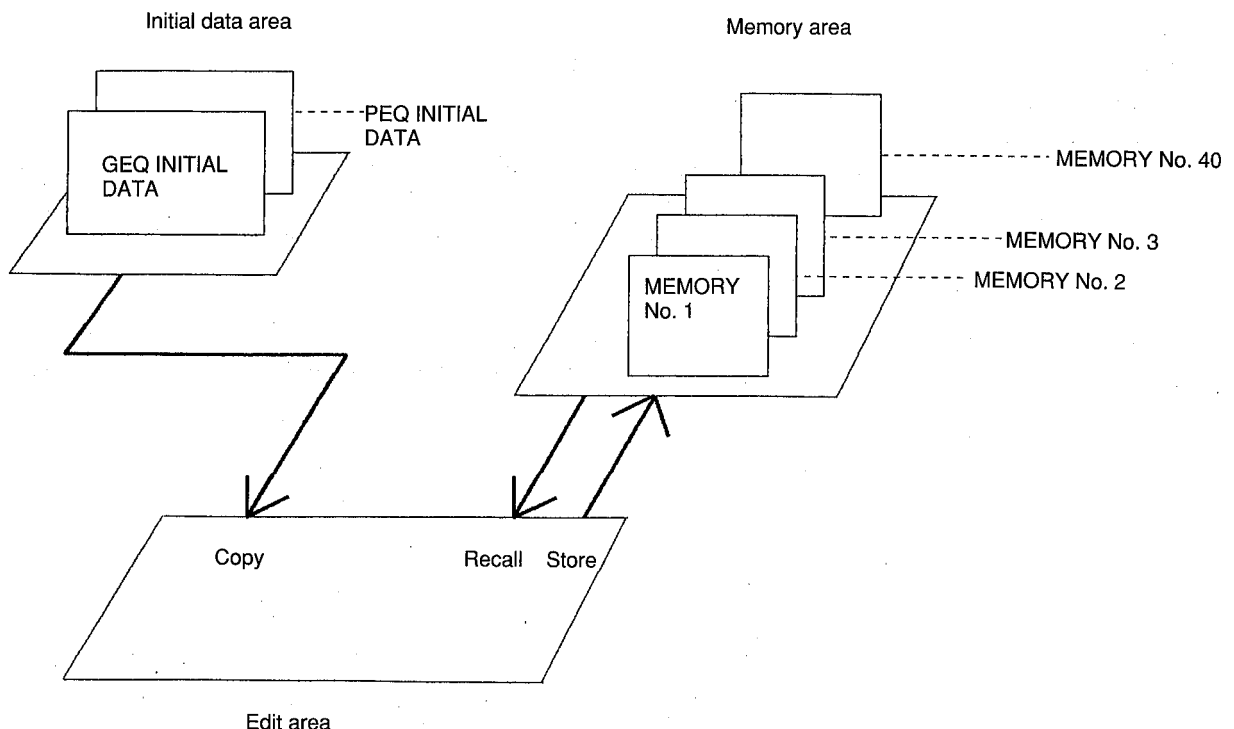 Initial data area
Memory area
PEQ INITIAL
DATA
GEQ INITIAL
DATA
MEMORY No. 40
MEMORY No. 3
MEMORY No. 2
MEMORY
No. 1
Copy
Recall
Store
Edit area